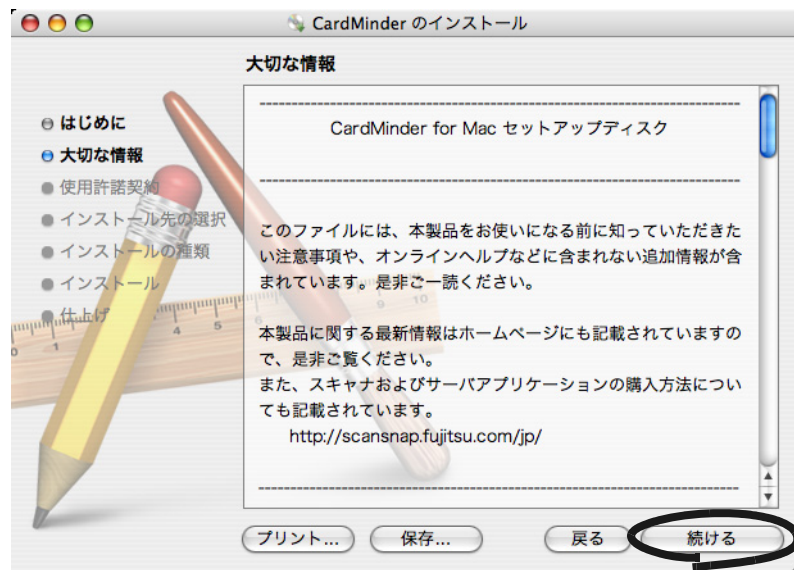 CardMinder のインストール
大切な情報
はじめに
大切な情報
使用許諾契約
インストール先の選択
インストールの種類
インストール
仕上げ
CardMinder for Mac セットアップディスク
このファイルには、本製品をお使いになる前に知っていただきた
い注意事項や、オンラインヘルプなどに含まれない追加情報が含
まれています。是非ご一読ください。
本製品に関する最新情報はホームページにも記載されていますの
で、是非ご覧ください。
また、スキャナおよびサーバアプリケーションの購入方法につい
ても記載されています。
http://scansnap.fujitsu.com/jp/
0 1 4 5 6 9 10
プリント... 保存... 戻る 続ける